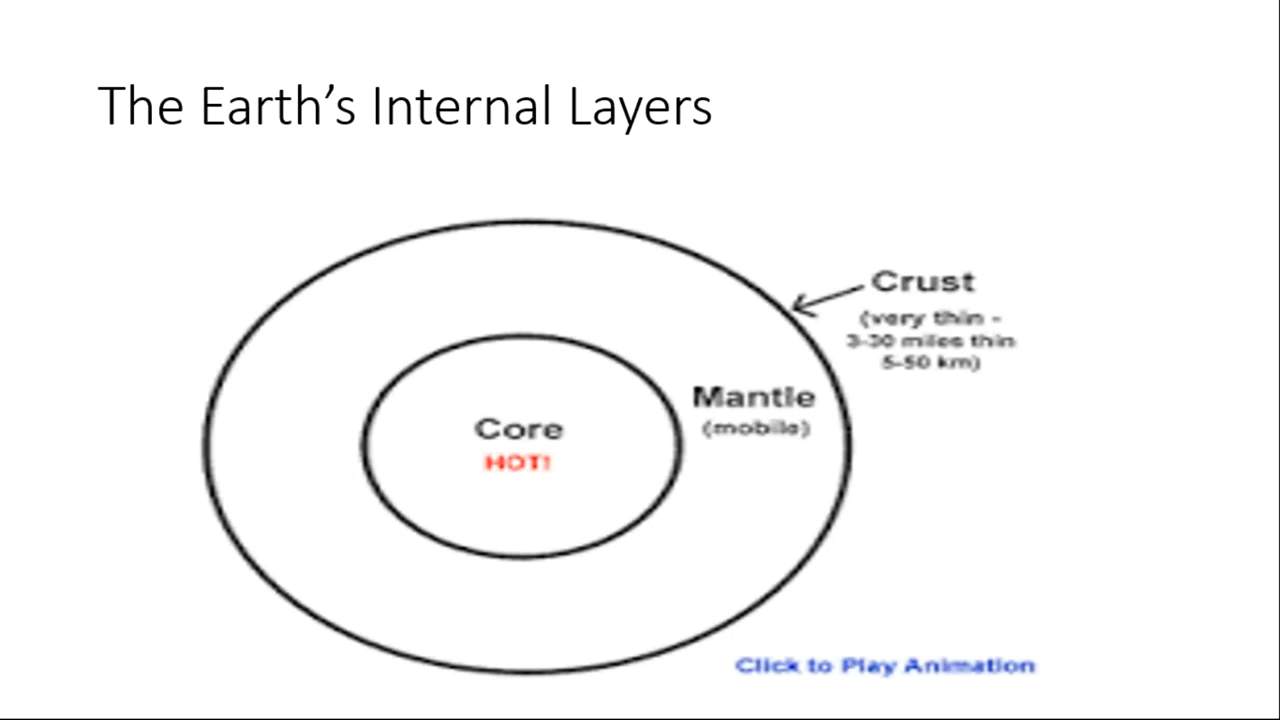 The Earth’s Internal Layers
Crust
(very thin -
3-30 miles thin
5-50 km)
Mantle
(mobile)
Core
HOT!
Click to Play Animation